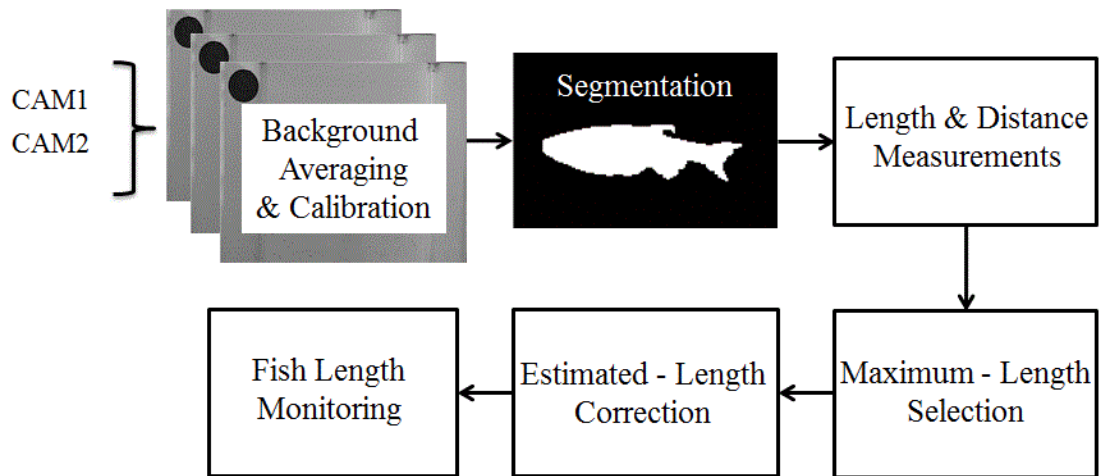 CAM1
CAM2
Background
Averaging
& Calibration
Segmentation
Length & Distance
Measurements
Maximum - Length
Selection
Estimated - Length
Correction
Fish Length
Monitoring